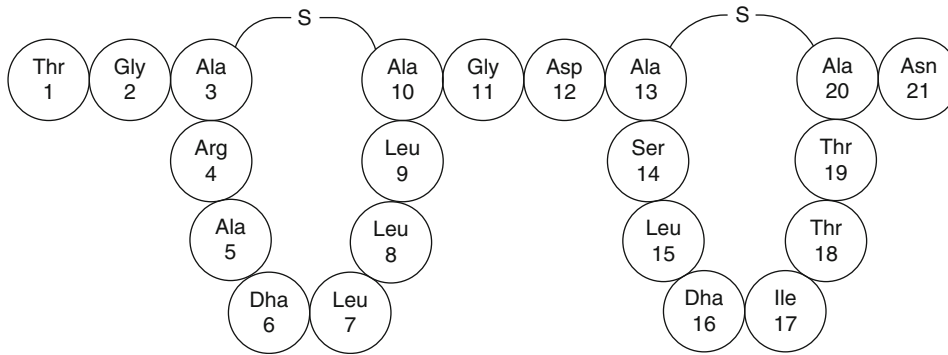 S
S
Thr
1
Gly
2
Ala
3
Arg
4
Ala
5
Dha
6
Leu
7
Leu
8
Leu
9
Ala
10
Gly
11
Asp
12
Ala
13
Ser
14
Leu
15
Dha
16
Ile
17
Thr
18
Thr
19
Ala
20
Asn
21